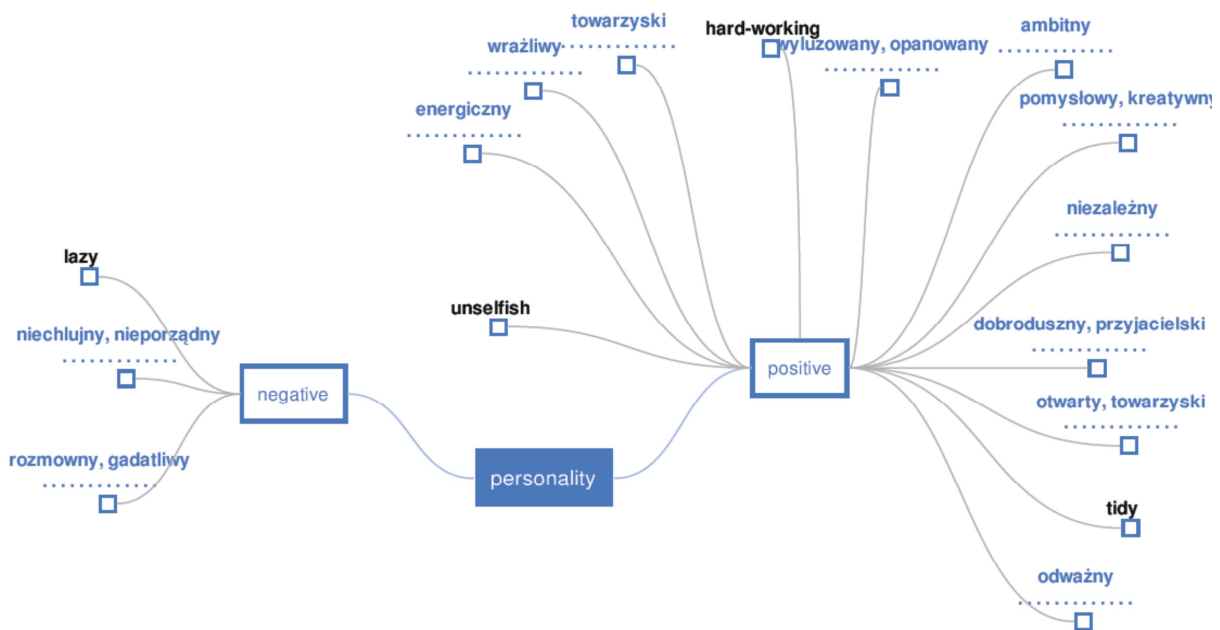 towarzyski
wrażliwy
hard-working
wyluzowany, opanowany
ambitny
energiczny
pomysłowy, kreatywny
niezależny
lazy
unselfish
niechlujny, nieporządny
dobroduszny, przyjacielski
positive
negative
otwarty, towarzyski
rozmowny, gadatliwy
personality
tidy
odważny